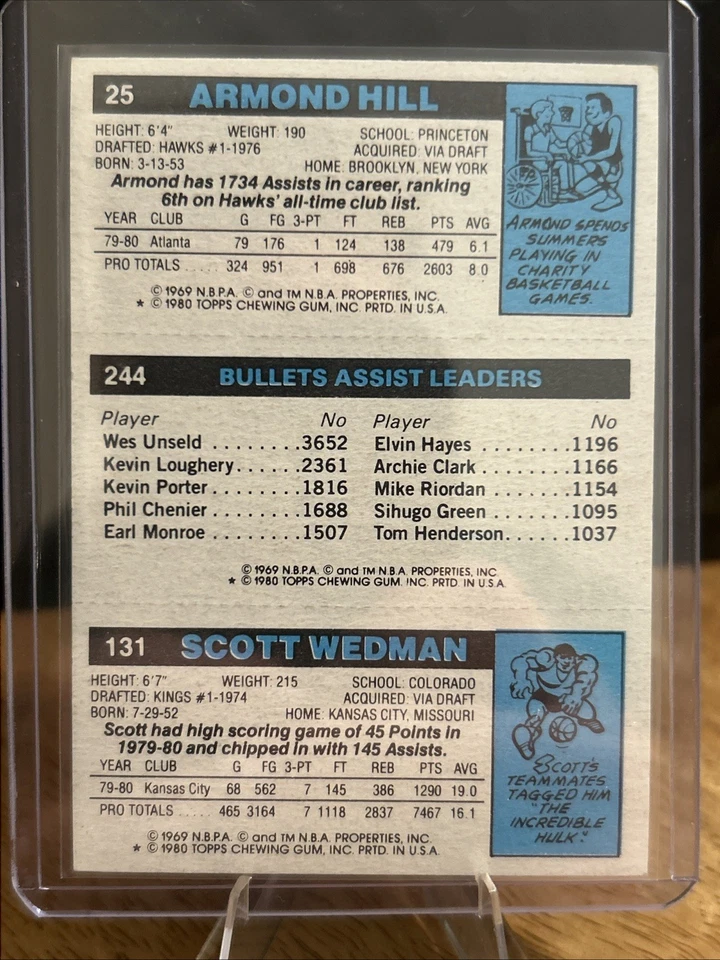 25 ARMOND HILL
HEIGHT: 6'4" WEIGHT: 190 SCHOOL: PRINCETON
DRAFTED: HAWKS #1-1976 ACQUIRED: VIA DRAFT
BORN: 3-13-53 HOME: BROOKLYN, NEW YORK
Armond has 1734 Assists in career, ranking
6th on Hawks' all-time club list.
YEAR CLUB G FG 3-PT FT REB PTS AVG
79-80 Atlanta 79 176 1 124 138 479 6.1
PRO TOTALS ..... 324 951 1 698 676 2603 8.0
© 1969 N.B.P.A. © and TM N.B.A. PROPERTIES, INC.
* © 1980 TOPPS CHEWING GUM, INC. PRTD. IN U.S.A.
ARMOND SPENDS
SUMMERS
PLAYING IN
CHARITY
BASKETBALL
GAMES.
244 BULLETS ASSIST LEADERS
Player No Player No
Wes Unseld ........3652 Elvin Hayes ........1196
Kevin Loughery......2361 Archie Clark ........1166
Kevin Porter........1816 Mike Riordan .......1154
Phil Chenier ........1688 Sihugo Green .......1095
Earl Monroe ........1507 Tom Henderson......1037
© 1969 N.B.P.A. © and TM N.B.A. PROPERTIES, INC.
★ © 1980 TOPPS CHEWING GUM. INC. PRTD. IN U.S.A.
131 SCOTT WEDMAN
HEIGHT: 6'7" WEIGHT: 215 SCHOOL: COLORADO
DRAFTED: KINGS #1-1974 ACQUIRED: VIA DRAFT
BORN: 7-29-52 HOME: KANSAS CITY, MISSOURI
Scott had high scoring game of 45 Points in
1979-80 and chipped in with 145 Assists.
YEAR CLUB G FG 3-PT FT REB PTS AVG
79-80 Kansas City 68 562 7 145 386 1290 19.0
PRO TOTALS ..... 465 3164 7 1118 2837 7467 16.1
© 1969 N.B.P.A. © and TM N.B.A. PROPERTIES, INC.
* © 1980 TOPPS CHEWING GUM, INC. PRTD. IN U.S.A.
SCOTT'S
TEAMMATES
TAGGED HIM
"THE
INCREDIBLE
HULK".